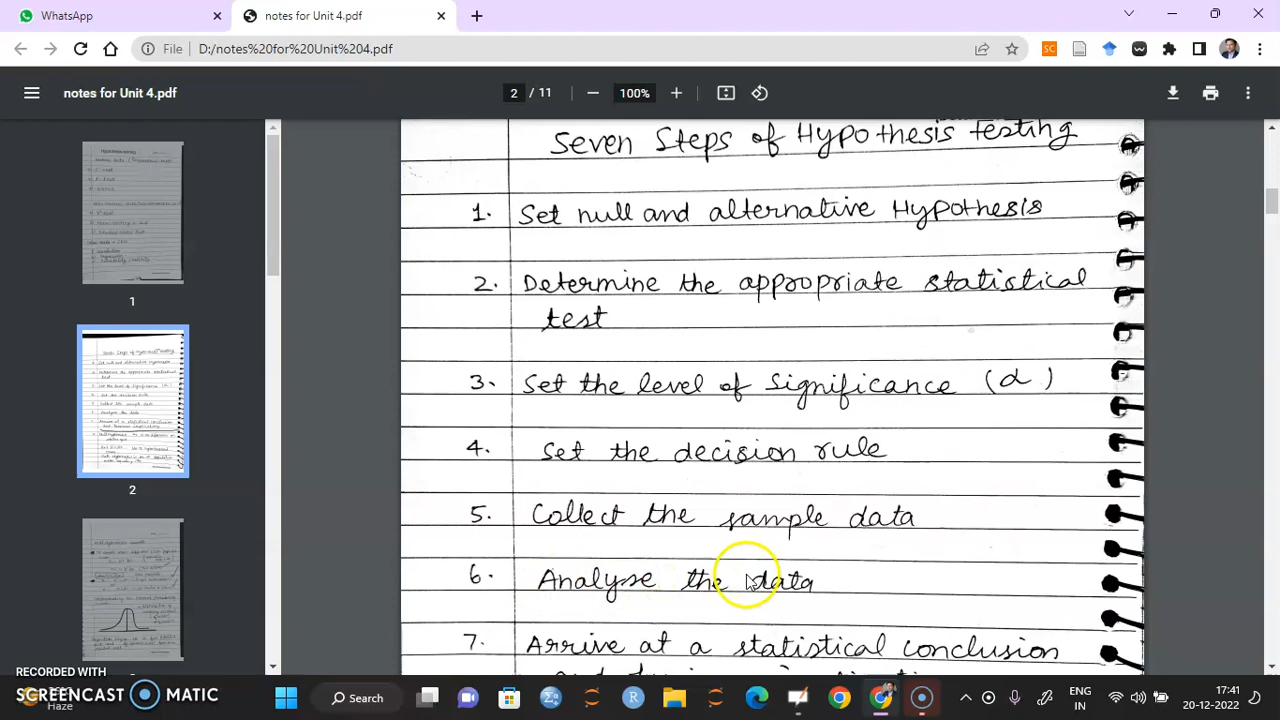 WhatsApp
notes for Unit 4.pdf
File
D:/notes%20for%20Unit%204.pdf
SC
notes for Unit 4.pdf
2 / 11
100%
Seven Steps of Hypothesis Testing
1. Set null and alternative Hypothesis
2. Determine the appropriate statistical
test
3. Set the level of significance (α)
4. Set the decision rule
5. Collect the sample data
6. Analyse the data
7. Arrive at a statistical conclusion
1
2
RECORDED WITH
SCREENCAST MATIC
Haze
Search
ENG
IN
17:41
20-12-2022